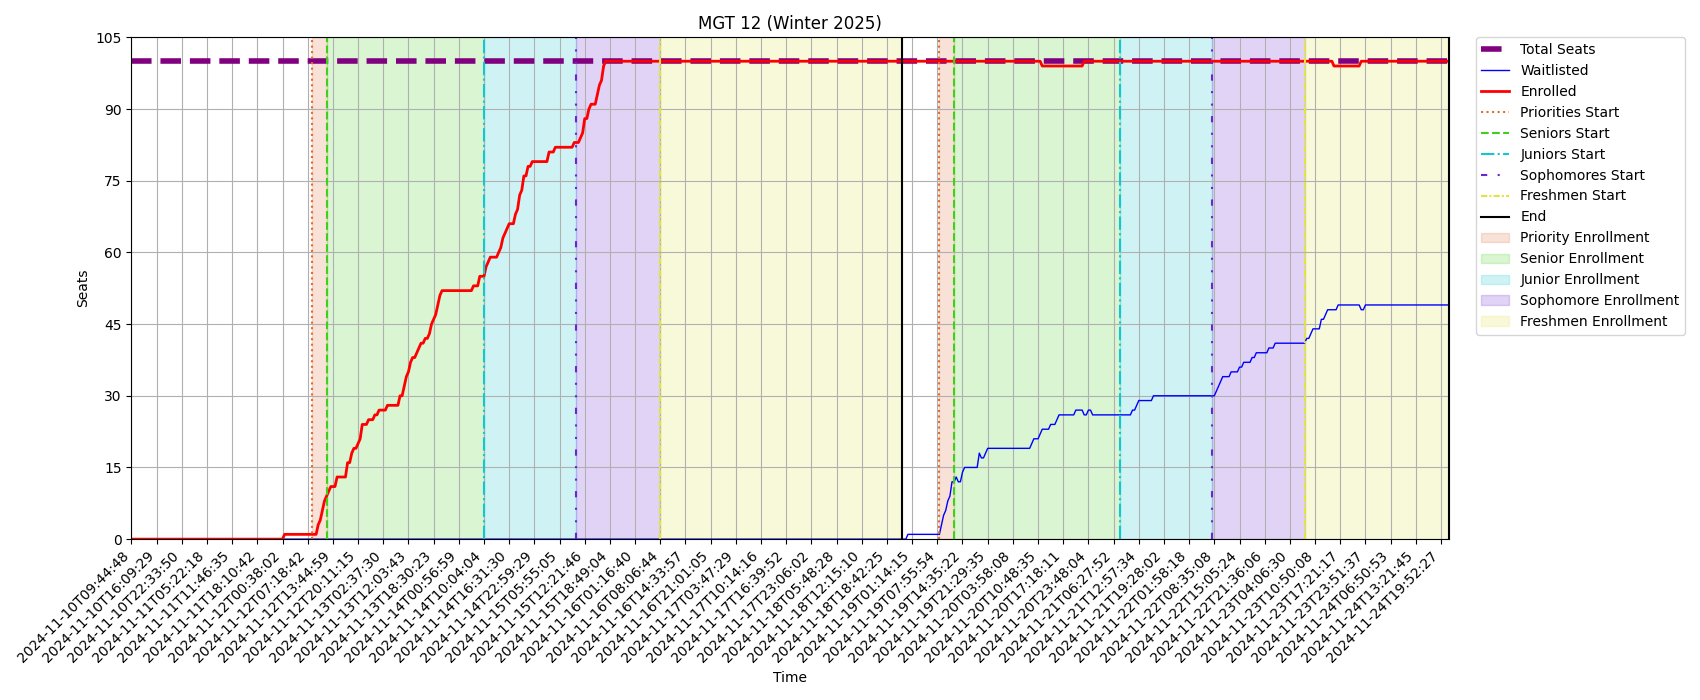 MGT 12 (Winter 2025)
105
90
75
60
45
30
15
0
Seats
2024-11-10T09:44:48
2024-11-10T16:09:29
2024-11-10T22:33:50
2024-11-11T05:22:18
2024-11-11T11:46:35
2024-11-11T18:10:42
2024-11-12T00:38:02
2024-11-12T07:18:42
2024-11-12T13:44:59
2024-11-12T20:11:15
2024-11-13T02:37:30
2024-11-13T12:03:43
2024-11-13T18:30:23
2024-11-14T00:56:59
2024-11-14T10:04:04
2024-11-14T16:31:30
2024-11-14T22:59:29
2024-11-15T05:55:05
2024-11-15T12:21:46
2024-11-15T18:49:04
2024-11-16T01:16:40
2024-11-16T08:06:44
2024-11-16T14:33:57
2024-11-16T21:01:05
2024-11-17T03:47:29
2024-11-17T10:14:16
2024-11-17T16:39:52
2024-11-17T23:06:02
2024-11-18T05:48:28
2024-11-18T12:15:10
2024-11-18T18:42:25
2024-11-19T01:14:15
2024-11-19T07:55:54
2024-11-19T14:35:22
2024-11-19T21:29:35
2024-11-20T03:58:08
2024-11-20T10:48:35
2024-11-20T17:18:11
2024-11-20T23:48:04
2024-11-21T06:27:52
2024-11-21T12:57:34
2024-11-21T19:28:02
2024-11-22T01:58:18
2024-11-22T08:35:08
2024-11-22T15:05:24
2024-11-22T21:36:06
2024-11-23T04:06:30
2024-11-23T10:50:08
2024-11-23T17:21:17
2024-11-23T23:51:37
2024-11-24T06:50:53
2024-11-24T13:21:45
2024-11-24T19:52:27
Time
Total Seats
Waitlisted
Enrolled
Priorities Start
Seniors Start
Juniors Start
Sophomores Start
Freshmen Start
End
Priority Enrollment
Senior Enrollment
Junior Enrollment
Sophomore Enrollment
Freshmen Enrollment